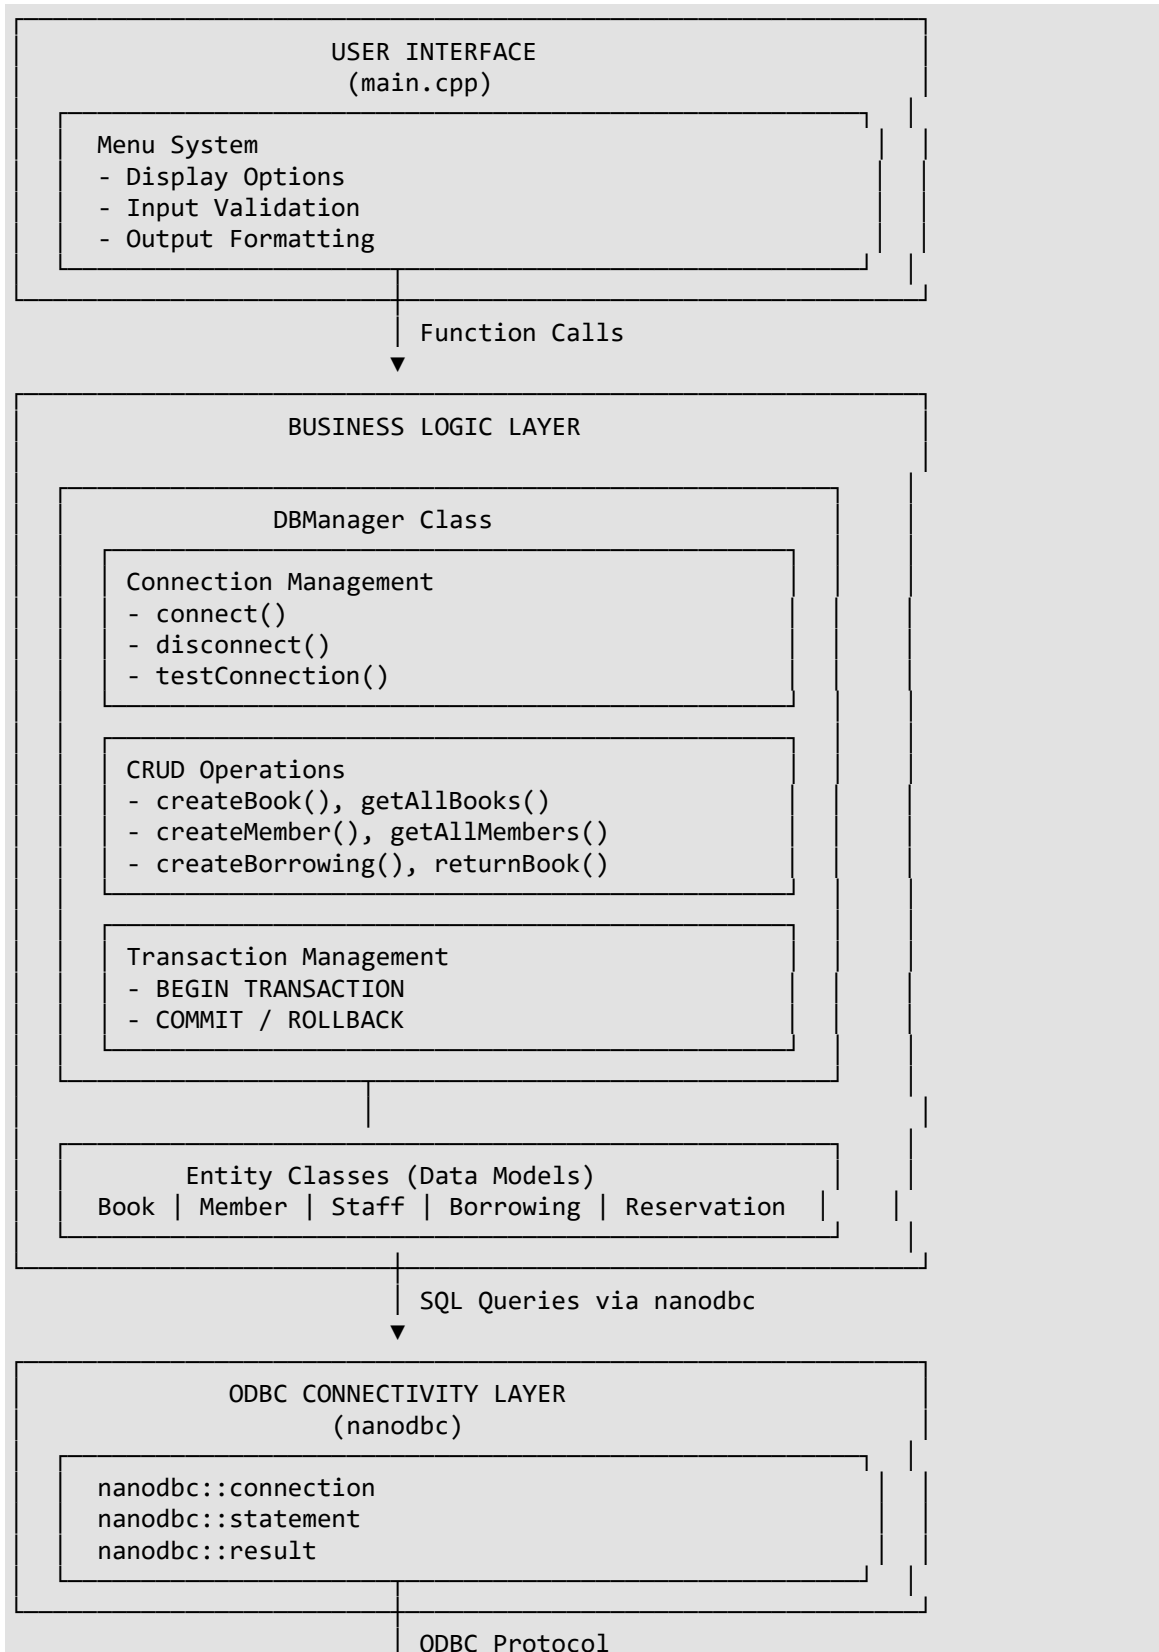 USER INTERFACE
(main.cpp)
Menu System
- Display Options
- Input Validation
- Output Formatting
Function Calls
▼
BUSINESS LOGIC LAYER
DBManager Class
Connection Management
- connect()
- disconnect()
- testConnection()
CRUD Operations
- createBook(), getAllBooks()
- createMember(), getAllMembers()
- createBorrowing(), returnBook()
Transaction Management
- BEGIN TRANSACTION
- COMMIT / ROLLBACK
Entity Classes (Data Models)
Book | Member | Staff | Borrowing | Reservation
SQL Queries via nanodbc
▼
ODBC CONNECTIVITY LAYER
(nanodbc)
nanodbc::connection
nanodbc::statement
nanodbc::result
ODBC Protocol